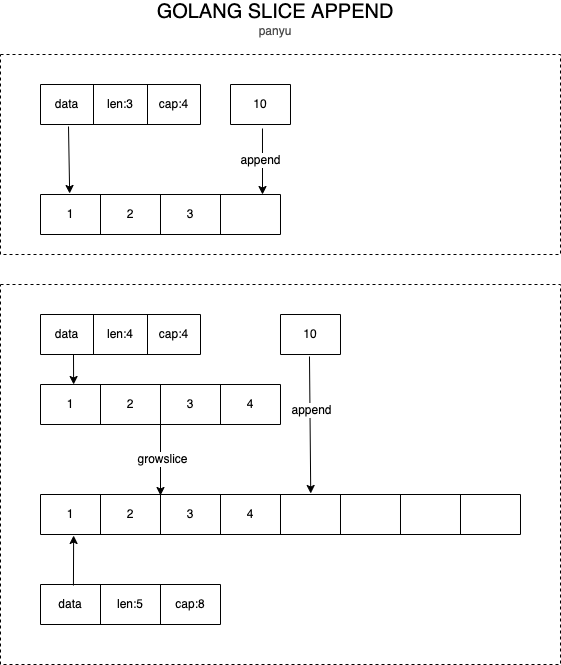 GOLANG SLICE APPEND
panyu
data len:3 cap:4 10
append
1 2 3
data len:4 cap:4 10
1 2 3 4
append
growslice
1 2 3 4
data len:5 cap:8